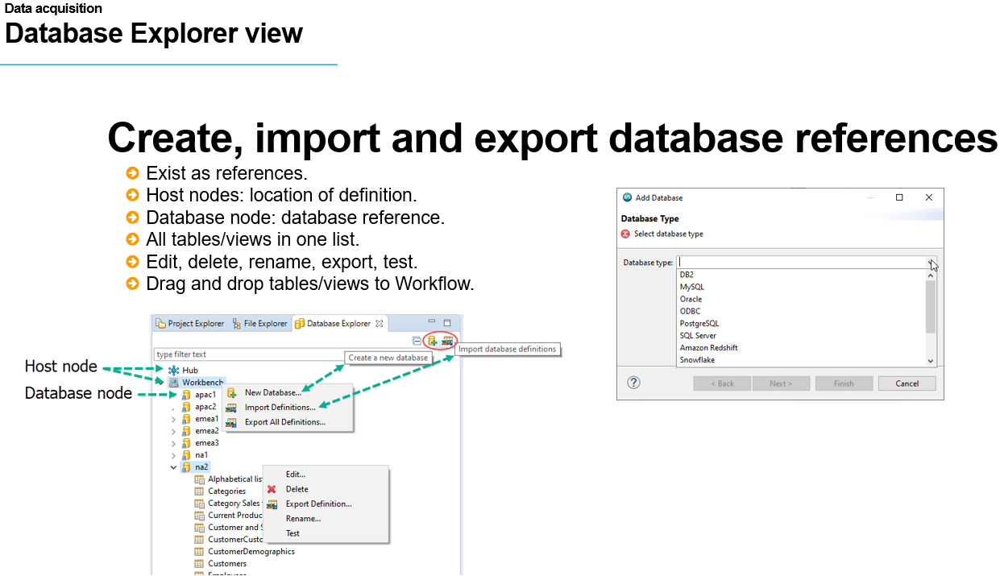 Data acquisition
Database Explorer view
Create, import and export database references
Exist as references.
Host nodes: location of definition.
Database node: database reference.
All tables/views in one list.
Edit, delete, rename, export, test.
Drag and drop tables/views to Workflow.
Add Database
Database Type
Select database type
Database type:
DB2
MySQL
Oracle
ODBC
PostgreSQL
SQL Server
Amazon Redshift
Snowflake
?
< Back
Next >
Finish
Cancel
Project Explorer
File Explorer
Database Explorer
type filter text
Create a new database
Import database definitions
Host node
Database node
Hub
Workbench
apac1
apac2
emea1
emea2
emea3
na1
na2
New Database...
Import Definitions...
Export All Definitions...
Alphabetical lis
Categories
Category Sales
Current Produc
Customer and S
CustomerCusto
CustomerDemographics
Customers
Edit...
Delete
Export Definition...
Rename...
Test